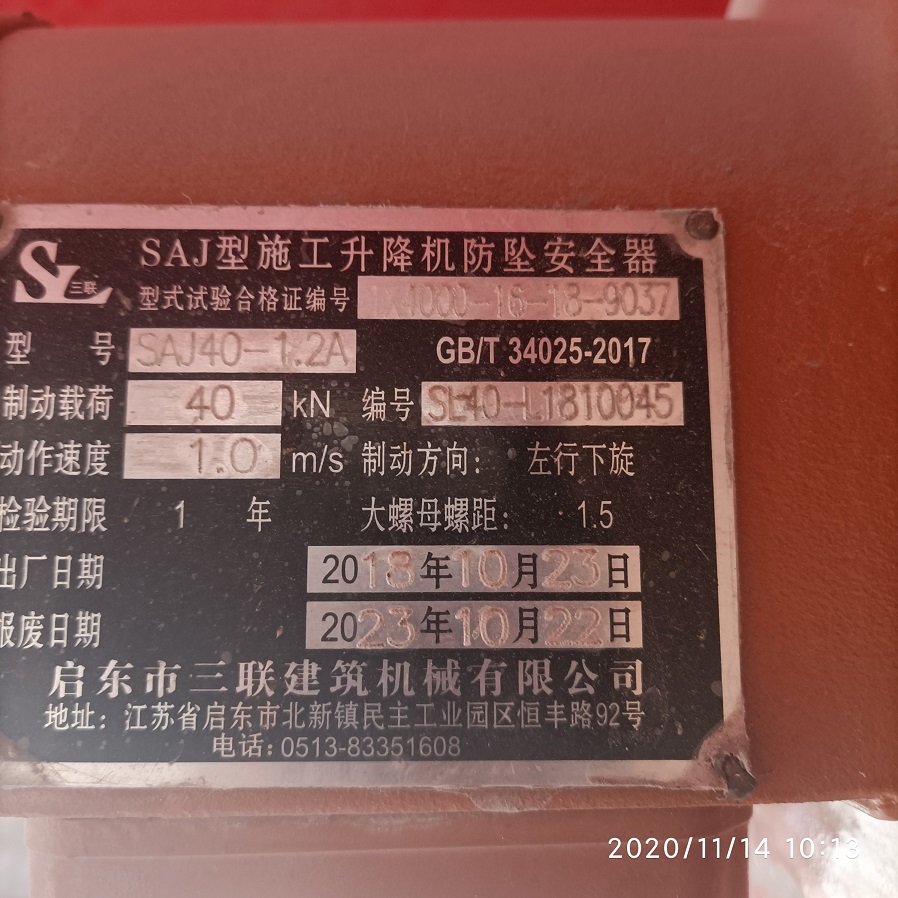 SL三联
SAJ型施工升降机防坠安全器
型式试验合格证编号 4000-16-18-9037
型 号 SAJ40-1.2A GB/T 34025-2017
制动载荷 40 kN 编号 SL40-L1810045
动作速度 1.0 m/s 制动方向: 左行下旋
检验期限 1 年 大螺母螺距: 1.5
出厂日期 2018年10月23日
报废日期 2023年10月22日
启东市三联建筑机械有限公司
地址: 江苏省启东市北新镇民主工业园区恒丰路92号
电话: 0513-83351608
2020/11/14 10:13